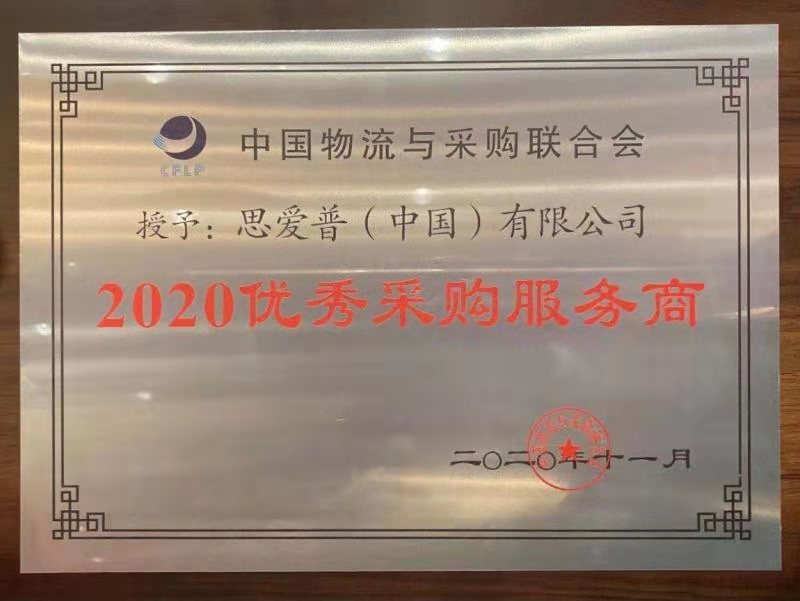 中国物流与采购联合会
CFLP
授予：思爱普（中国）有限公司
2020优秀采购服务商
二〇二〇年十一月